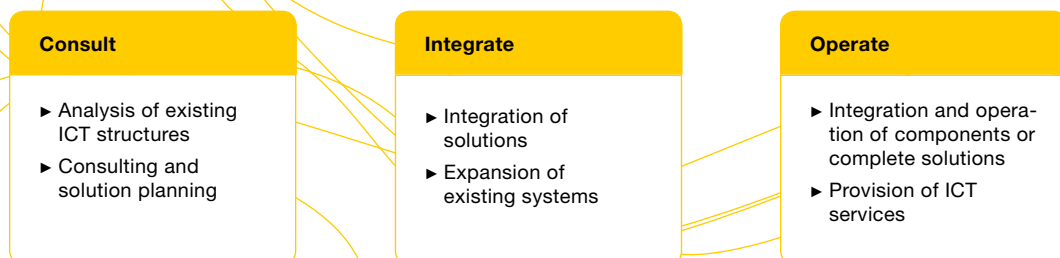 Consult
► Analysis of existing
ICT structures
► Consulting and
solution planning
Integrate
► Integration of
solutions
► Expansion of
existing systems
Operate
► Integration and opera-
tion of components or
complete solutions
► Provision of ICT
services